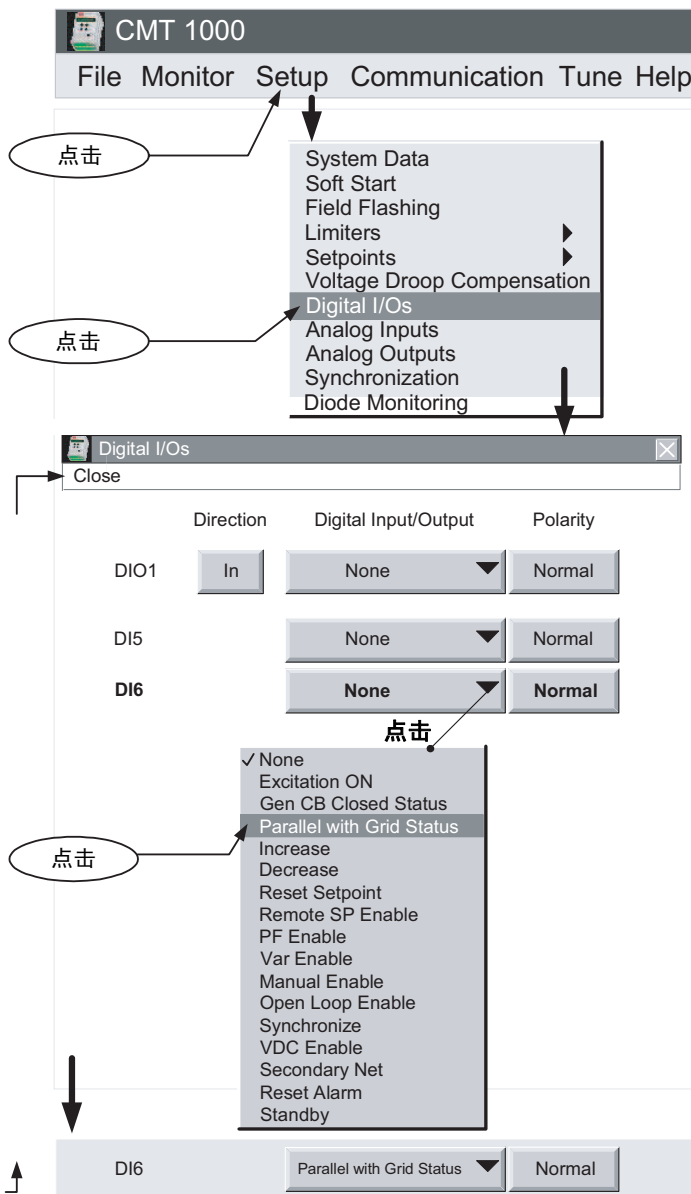 CMT 1000
File Monitor Setup Communication Tune Help
点击
System Data
Soft Start
Field Flashing
Limiters
Setpoints
Voltage Droop Compensation
Digital I/Os
点击
Analog Inputs
Analog Outputs
Synchronization
Diode Monitoring
Digital I/Os
Close
Direction Digital Input/Output Polarity
DIO1 In None Normal
DI5 None Normal
DI6 None Normal
点击
✓ None
Excitation ON
Gen CB Closed Status
Parallel with Grid Status
点击
Increase
Decrease
Reset Setpoint
Remote SP Enable
PF Enable
Var Enable
Manual Enable
Open Loop Enable
Synchronize
VDC Enable
Secondary Net
Reset Alarm
Standby
DI6 Parallel with Grid Status Normal